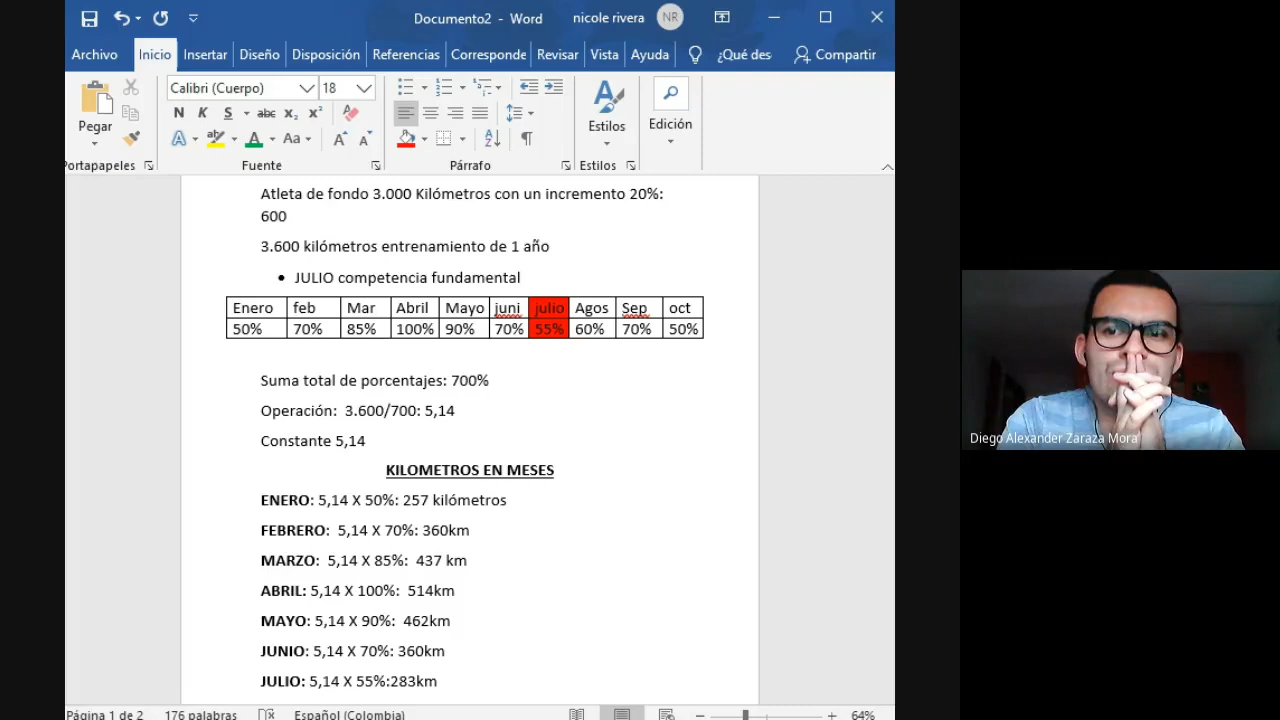 Documento2 - Word
nicole rivera
NR
Archivo Inicio Insertar Diseño Disposición Referencias Corresponde Revisar Vista Ayuda ¿Qué des Compartir
Pegar
Portapapeles
Calibri (Cuerpo) 18
N K S abc x₂ x²
A A Aa A A
Fuente
Párrafo
Estilos
Estilos
Edición
Atleta de fondo 3.000 Kilómetros con un incremento 20%:
600
3.600 kilómetros entrenamiento de 1 año
• JULIO competencia fundamental
Enero feb Mar Abril Mayo juni julio Agos Sep oct
50% 70% 85% 100% 90% 70% 55% 60% 70% 50%
Suma total de porcentajes: 700%
Operación: 3.600/700: 5,14
Constante 5,14
KILOMETROS EN MESES
ENERO: 5,14 X 50%: 257 kilómetros
FEBRERO: 5,14 X 70%: 360km
MARZO: 5,14 X 85%: 437 km
ABRIL: 5,14 X 100%: 514km
MAYO: 5,14 X 90%: 462km
JUNIO: 5,14 X 70%: 360km
JULIO: 5,14 X 55%:283km
Página 1 de 2 176 palabras Español (Colombia) 64%
Diego Alexander Zaraza Mora